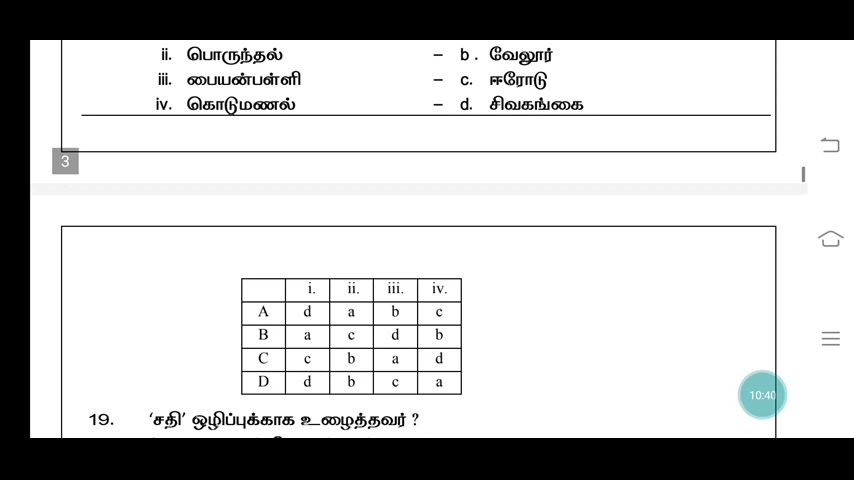 ii. பொருந்தல் – b . வேலூர்
iii. பையன்பள்ளி – c. ஈரோடு
iv. கொடுமணல் – d. சிவகங்கை
3
i. ii. iii. iv.
A d a b c
B a c d b
C c b a d
D d b c a
10:40
19. ‘சதி’ ஒழிப்புக்காக உழைத்தவர் ?